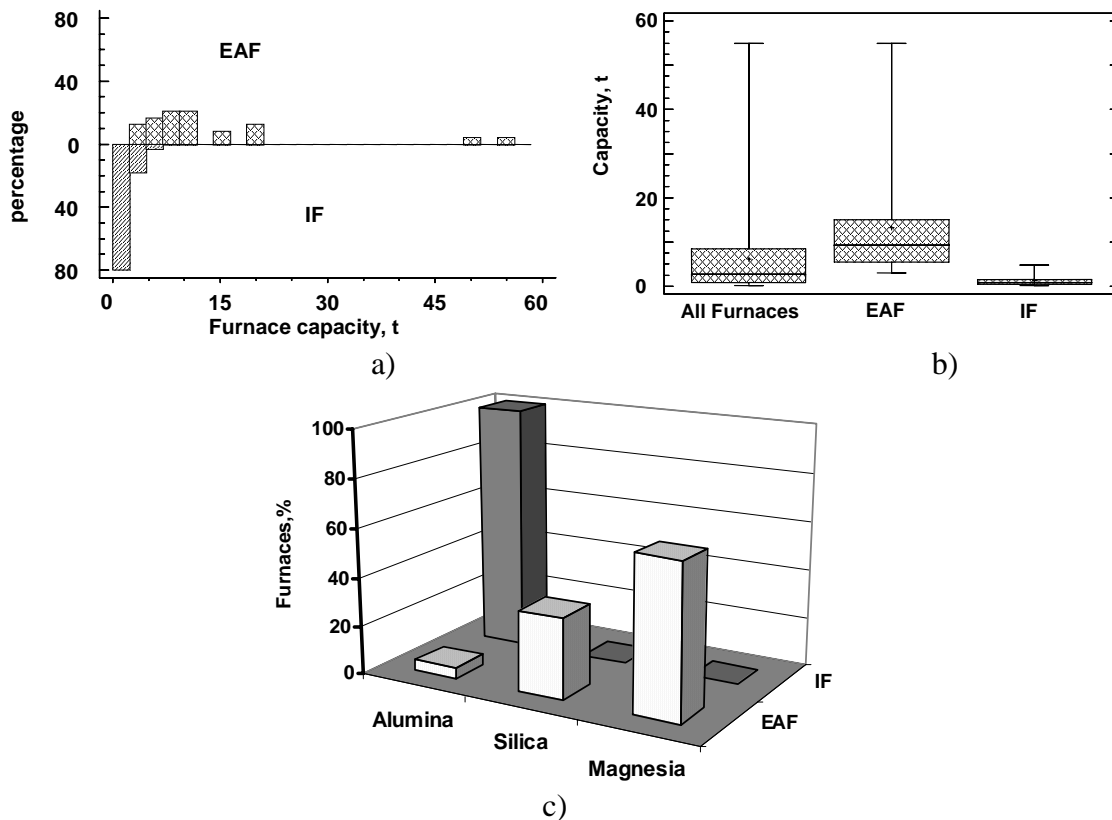 80
EAF
40
0
percentage
40
IF
80
0 15 30 45 60
Furnace capacity, t
a)
60
40
Capacity, t
20
0
All Furnaces EAF IF
b)
100
80
60
40
20
0
Furnaces,%
IF
EAF
Alumina
Silica
Magnesia
c)